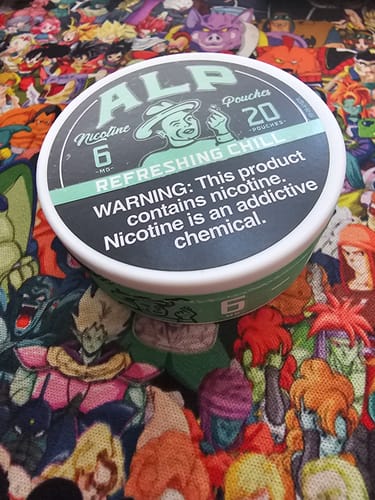 ALP
Nicotine
Pouches
6
MG
20
POUCHES
REFRESHING CHILL
WARNING: This product
contains nicotine.
Nicotine is an addictive
chemical.
6